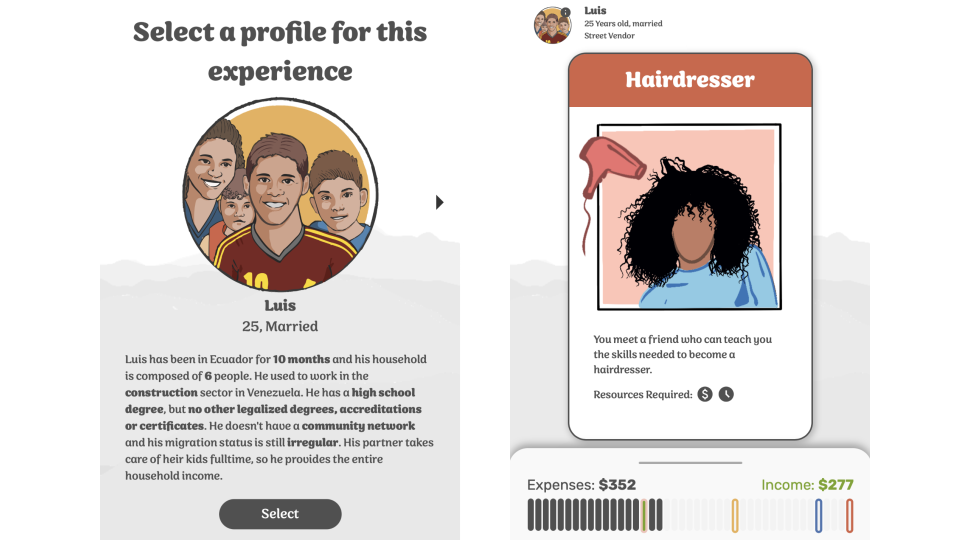 Select a profile for this
experience
10
Luis
25, Married
Luis has been in Ecuador for 10 months and his household
is composed of 6 people. He used to work in the
construction sector in Venezuela. He has a high school
degree, but no other legalized degrees, accreditations
or certificates. He doesn't have a community network
and his migration status is still irregular. His partner takes
care of heir kids fulltime, so he provides the entire
household income.
Select
Luis
25 Years old, married
Street Vendor
Hairdresser
You meet a friend who can teach you
the skills needed to become a
hairdresser.
Resources Required: $
Expenses: $352
Income: $277